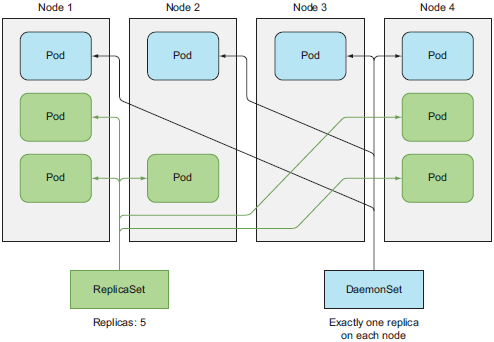 Node 1
Node 2
Node 3
Node 4
Pod
Pod
Pod
Pod
Pod
Pod
Pod
Pod
Pod
ReplicaSet
DaemonSet
Replicas: 5
Exactly one replica
on each node